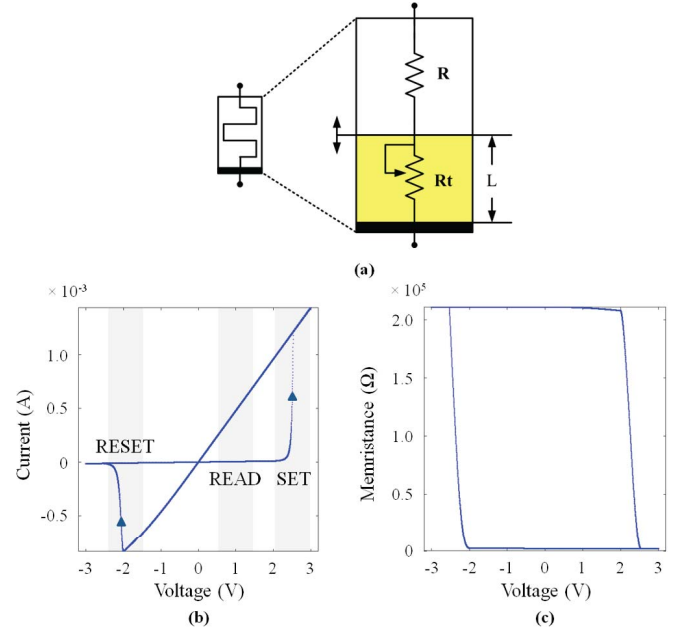 R
Rt
L
(a)
× 10-3
1.0
0.5
0
-0.5
Current (A)
RESET
READ
SET
-3 -2 -1 0 1 2 3
Voltage (V)
(b)
× 105
2.0
1.5
1.0
0.5
0
Memristance (Ω)
-3 -2 -1 0 1 2 3
Voltage (V)
(c)